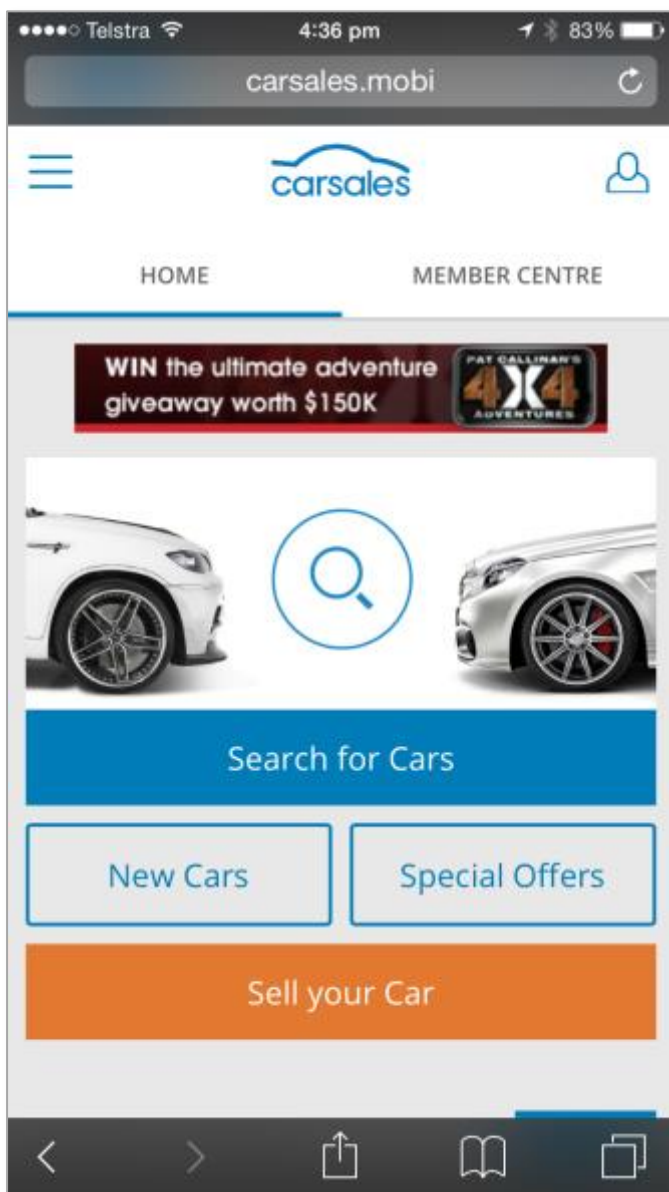 Telstra 4:36 pm 83%
carsales.mobi
carsales
HOME MEMBER CENTRE
WIN the ultimate adventure
giveaway worth $150K
PAT CALLINAN'S
4X4
ADVENTURES
Search for Cars
New Cars Special Offers
Sell your Car